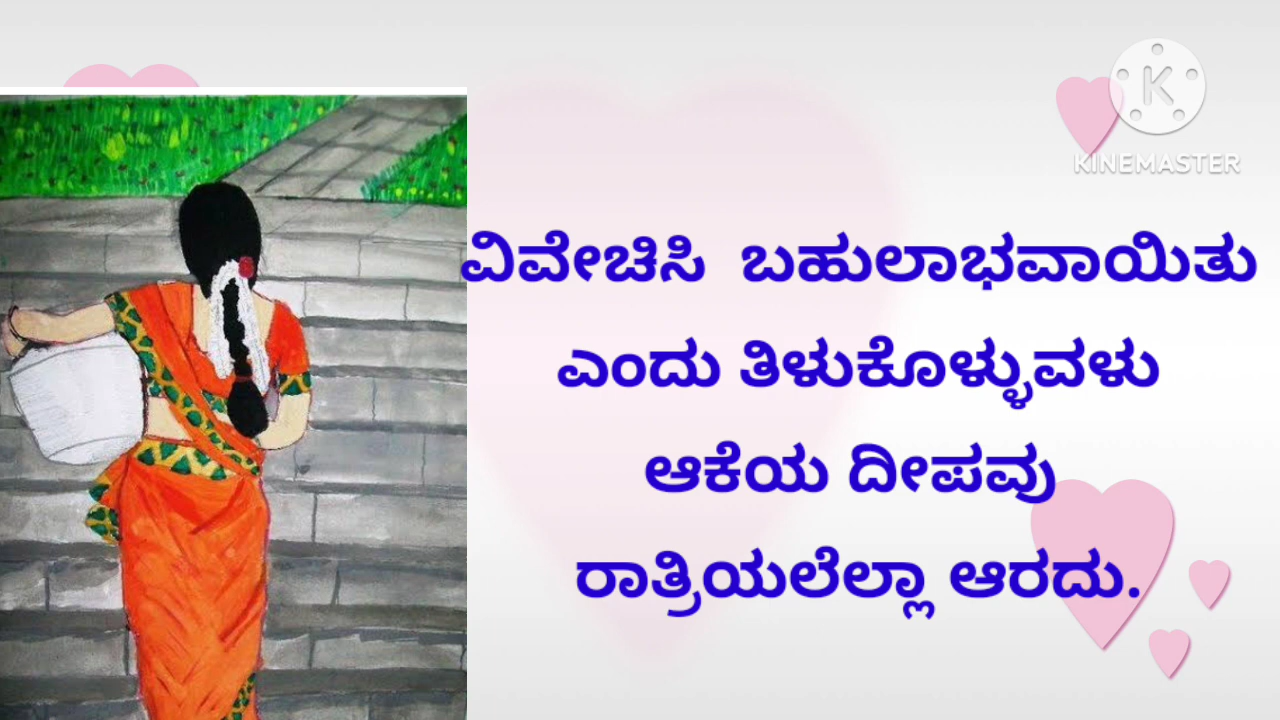 KINEMASTER
ವಿವೇಚಿಸಿ ಬಹುಲಾಭವಾಯಿತು
ಎಂದು ತಿಳುಕೊಳ್ಳುವಳು
ಆಕೆಯ ದೀಪವು
ರಾತ್ರಿಯಲೆಲ್ಲಾ ಆರದು.